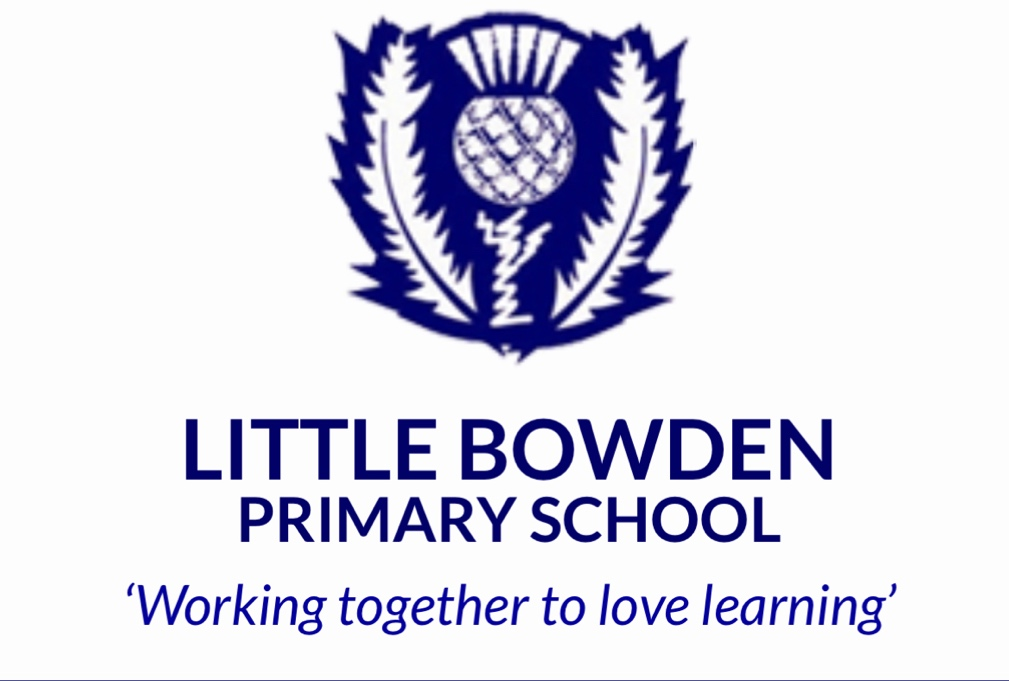 LITTLE BOWDEN
PRIMARY SCHOOL
‘Working together to love learning’